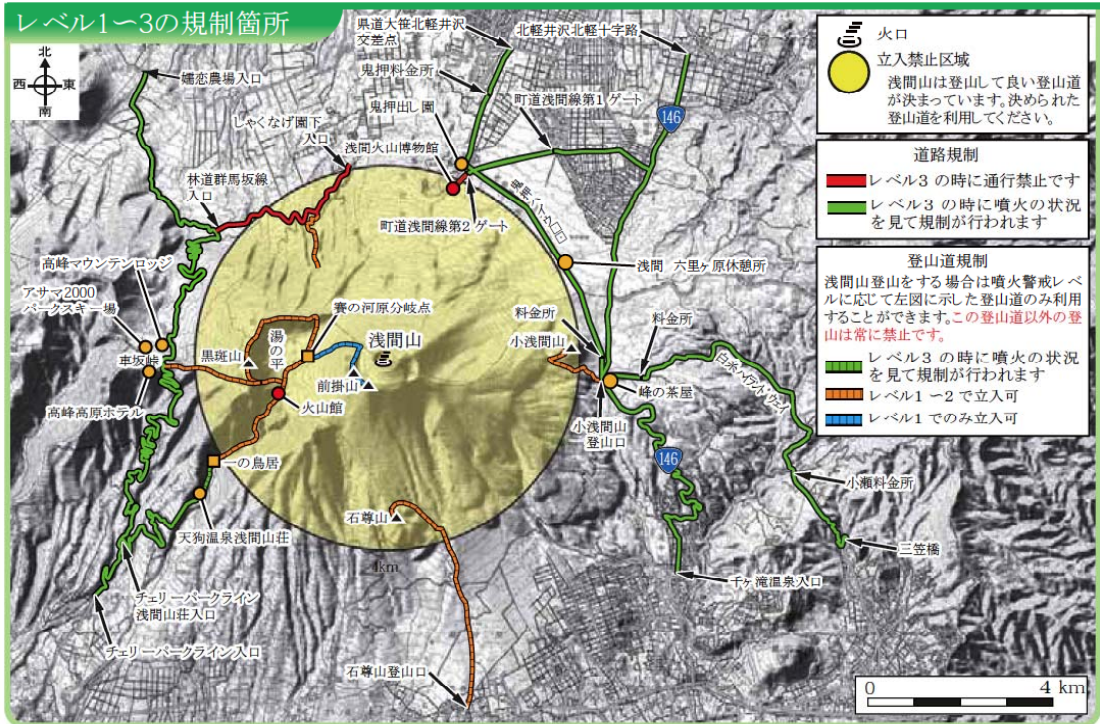 レベル1〜3の規制箇所
北
西
東
南
県道大笹北軽井沢
交差点
北軽井沢北軽十字路
嬬恋農場入口
鬼押料金所
町道浅間線第1 ゲート
鬼押出し園
146
しゃくなげ園下
入口
浅間火山博物館
林道群馬坂線
入口
町道浅間線第2 ゲート
浅間 六里ヶ原休憩所
高峰マウンテンロッジ
アサマ2000
パークスキー場
賽の河原分岐点
料金所
料金所
湯の平
浅間山
小浅間山
黒斑山
車坂峠
前掛山
白糸ハイランドウェイ
峰の茶屋
高峰高原ホテル
火山館
小浅間山
登山口
146
一の鳥居
小瀬料金所
石尊山
天狗温泉浅間山荘
三笠橋
4km
千ヶ滝温泉入口
チェリーパークライン
浅間山荘入口
チェリーパークライン入口
石尊山登山口
0 4 km
火口
立入禁止区域
浅間山は登山して良い登山道
が決まっています。決められた
登山道を利用してください。
道路規制
レベル3 の時に通行禁止です
レベル3 の時に噴火の状況
を見て規制が行われます
登山道規制
浅間山登山をする場合は噴火警戒レベ
ルに応じて左図に示した登山道のみ利用
することができます。この登山道以外の登
山は常に禁止です。
レベル3 の時に噴火の状況
を見て規制が行われます
レベル1 〜2 で立入可
レベル1 でのみ立入可